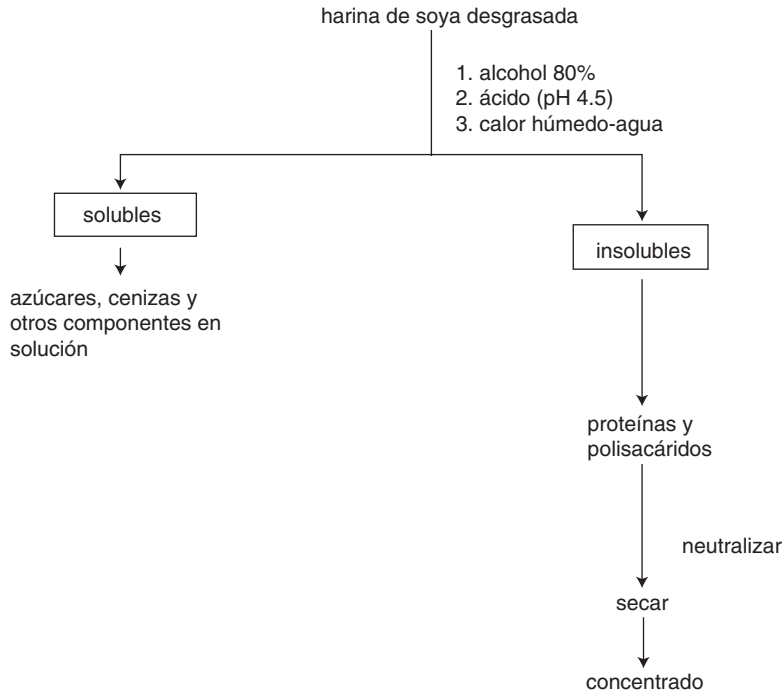 harina de soya desgrasada
1. alcohol 80%
2. ácido (pH 4.5)
3. calor húmedo-agua
solubles
insolubles
azúcares, cenizas y
otros componentes en
solución
proteínas y
polisacáridos
neutralizar
secar
concentrado